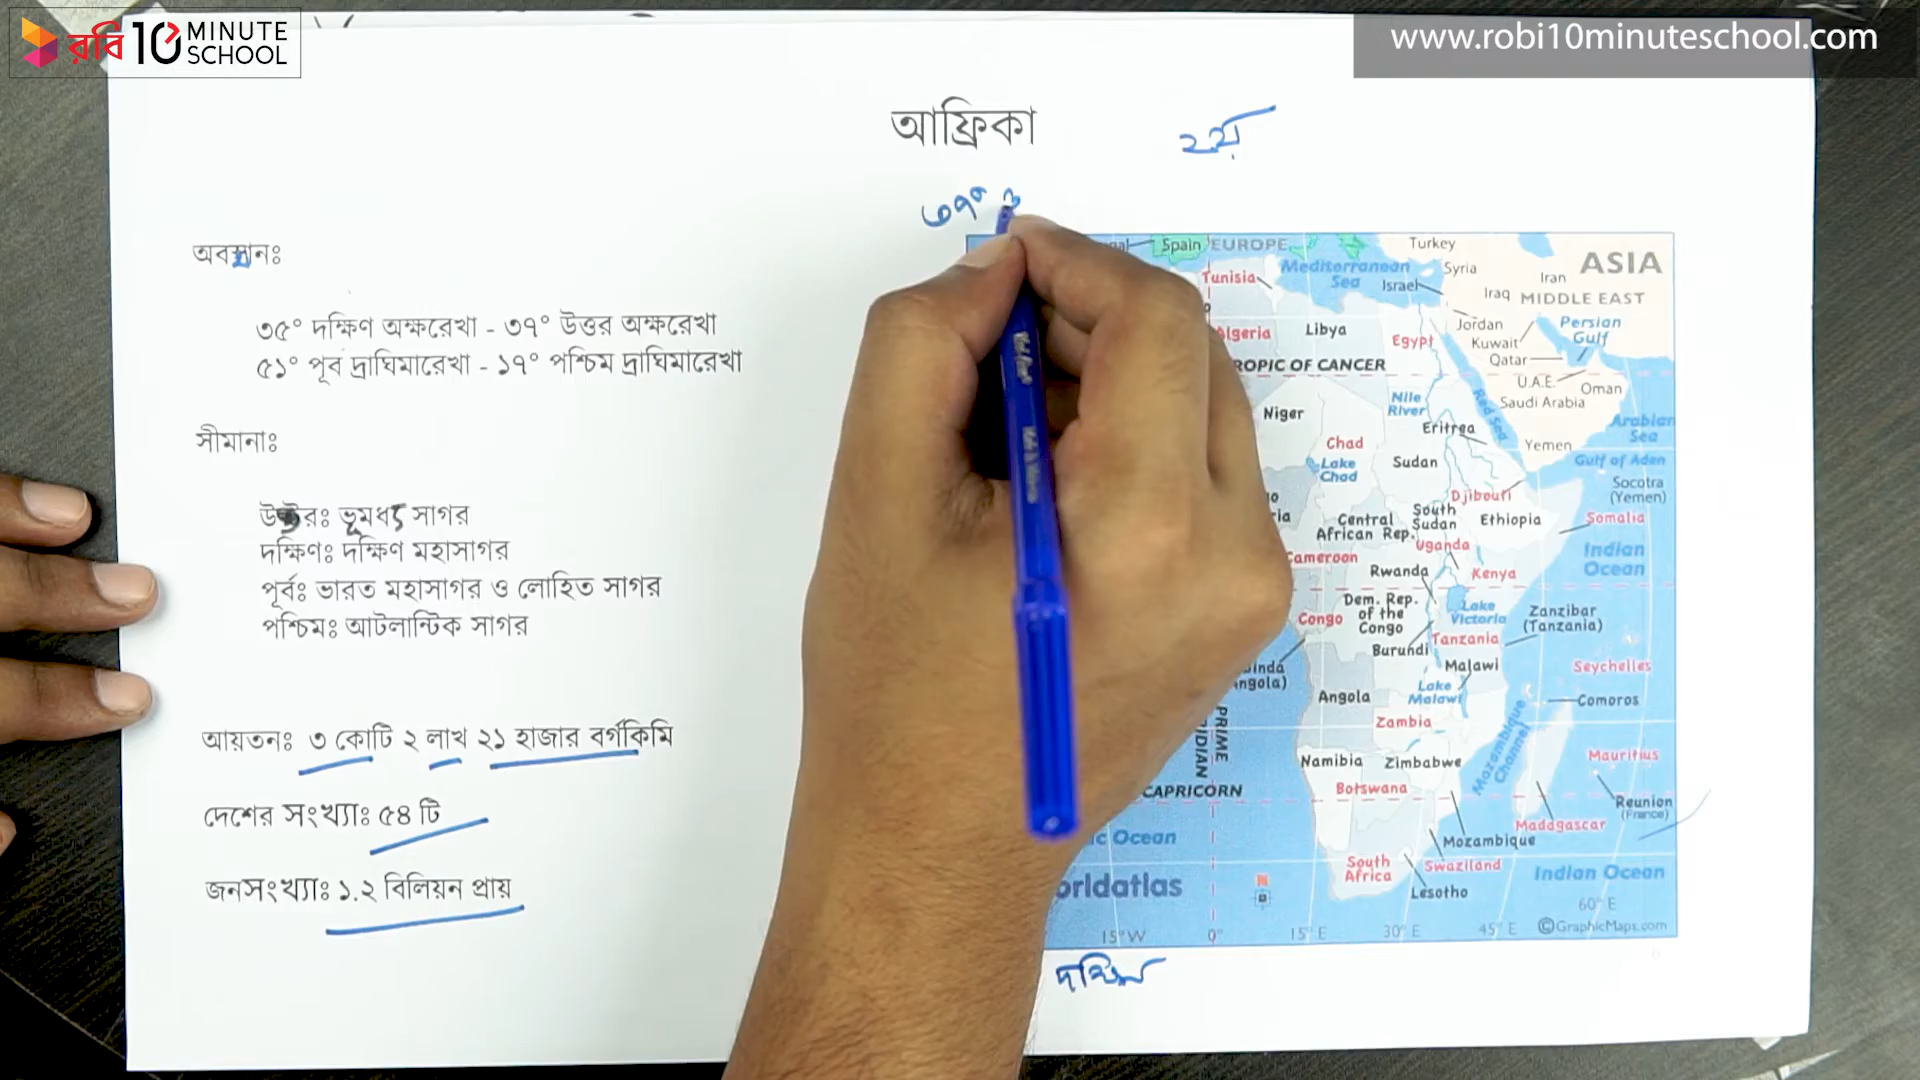 রবি 10 MINUTE SCHOOL
www.robi10minuteschool.com
আফ্রিকা
২য়
৩৭°
অবস্থানঃ
৩৫° দক্ষিণ অক্ষরেখা - ৩৭° উত্তর অক্ষরেখা
৫১° পূর্ব দ্রাঘিমারেখা - ১৭° পশ্চিম দ্রাঘিমারেখা
সীমানাঃ
উত্তরঃ ভূমধ্য সাগর
দক্ষিণঃ দক্ষিণ মহাসাগর
পূর্বঃ ভারত মহাসাগর ও লোহিত সাগর
পশ্চিমঃ আটলান্টিক সাগর
আয়তনঃ ৩ কোটি ২ লাখ ২১ হাজার বর্গকিমি
দেশের সংখ্যাঃ ৫৪ টি
জনসংখ্যাঃ ১.২ বিলিয়ন প্রায়
Spain EUROPE Turkey ASIA
Tunisia Mediterranean Sea Syria
Israel Iraq Iran
MIDDLE EAST
Algeria Libya Egypt Jordan Persian Gulf
Kuwait
Qatar
TROPIC OF CANCER U.A.E. Oman
Saudi Arabia
Niger Nile River Red Sea
Eritrea Arabian Sea
Chad Yemen
Lake Chad Sudan Gulf of Aden
Socotra (Yemen)
Djibouti
South Sudan Ethiopia Somalia
Central African Rep.
Uganda Indian Ocean
Cameroon Rwanda Kenya
Dem. Rep. of the Congo Lake Victoria Zanzibar (Tanzania)
Congo
Tanzania
Burundi Malawi Seychelles
Angola Lake Malawi Comoros
Zambia
PRIME MERIDIAN
Mozambique Channel
Namibia Zimbabwe Mauritius
CAPRICORN Botswana Reunion (France)
Madagascar
Mozambique
South Africa Swaziland
Lesotho Indian Ocean
60° E
15°W 0° 15° E 30° E 45° E ©GraphicMaps.com
দক্ষিণ